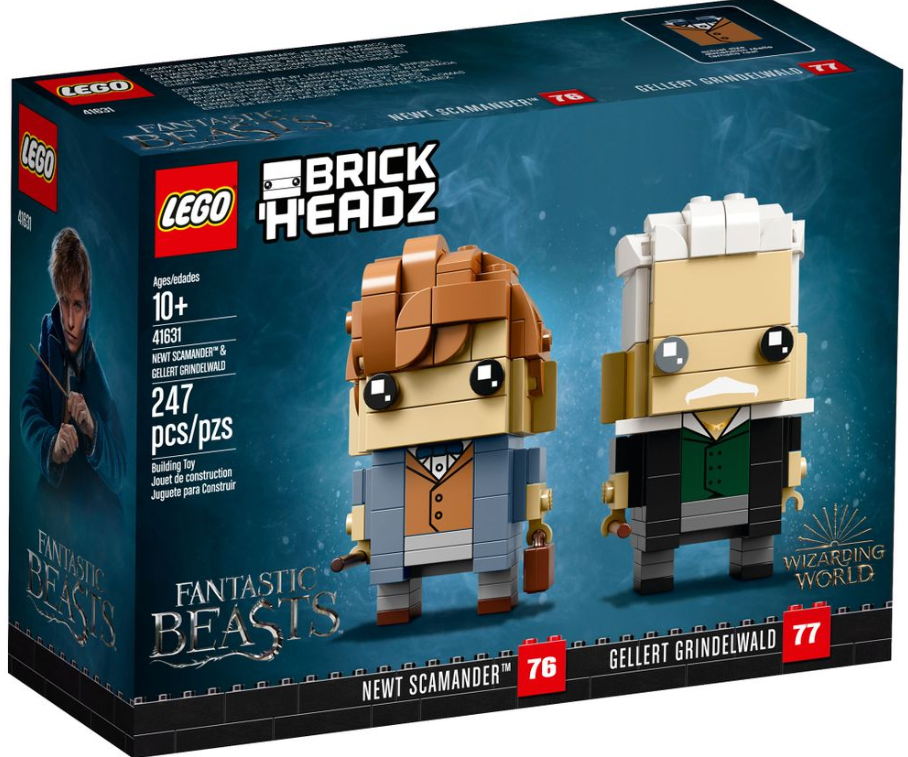 LEGO
41631
NEWT SCAMANDER™ 76
GELLERT GRINDELWALD 77
FANTASTIC
BEASTS
LEGO
41631
FANTASTIC
BEASTS
LEGO
BRICK
HEADZ
Ages/edades
10+
41631
NEWT SCAMANDER™ &
GELLERT GRINDELWALD
247
pcs/pzs
Building Toy
Jouet de construction
Juguete para Construir
FANTASTIC
BEASTS
WIZARDING
WORLD
NEWT SCAMANDER™ 76
GELLERT GRINDELWALD 77